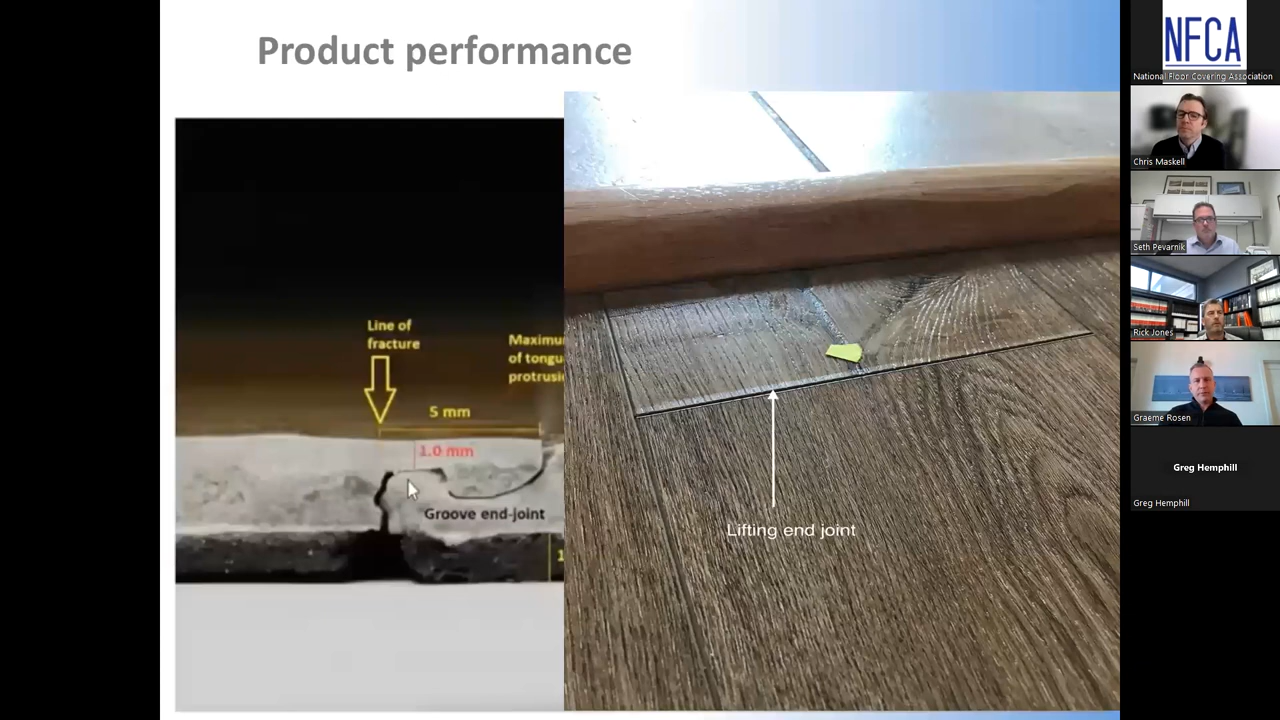 Product performance
Line of
fracture
of tongu
protrusi
5 mm
1.0 mm
Groove end-joint
Lifting end joint
NFCA
National Floor Covering Association
Chris Maskell
Seth Pevarnik
Rick Jones
Graeme Rosen
Greg Hemphill
Greg Hemphill